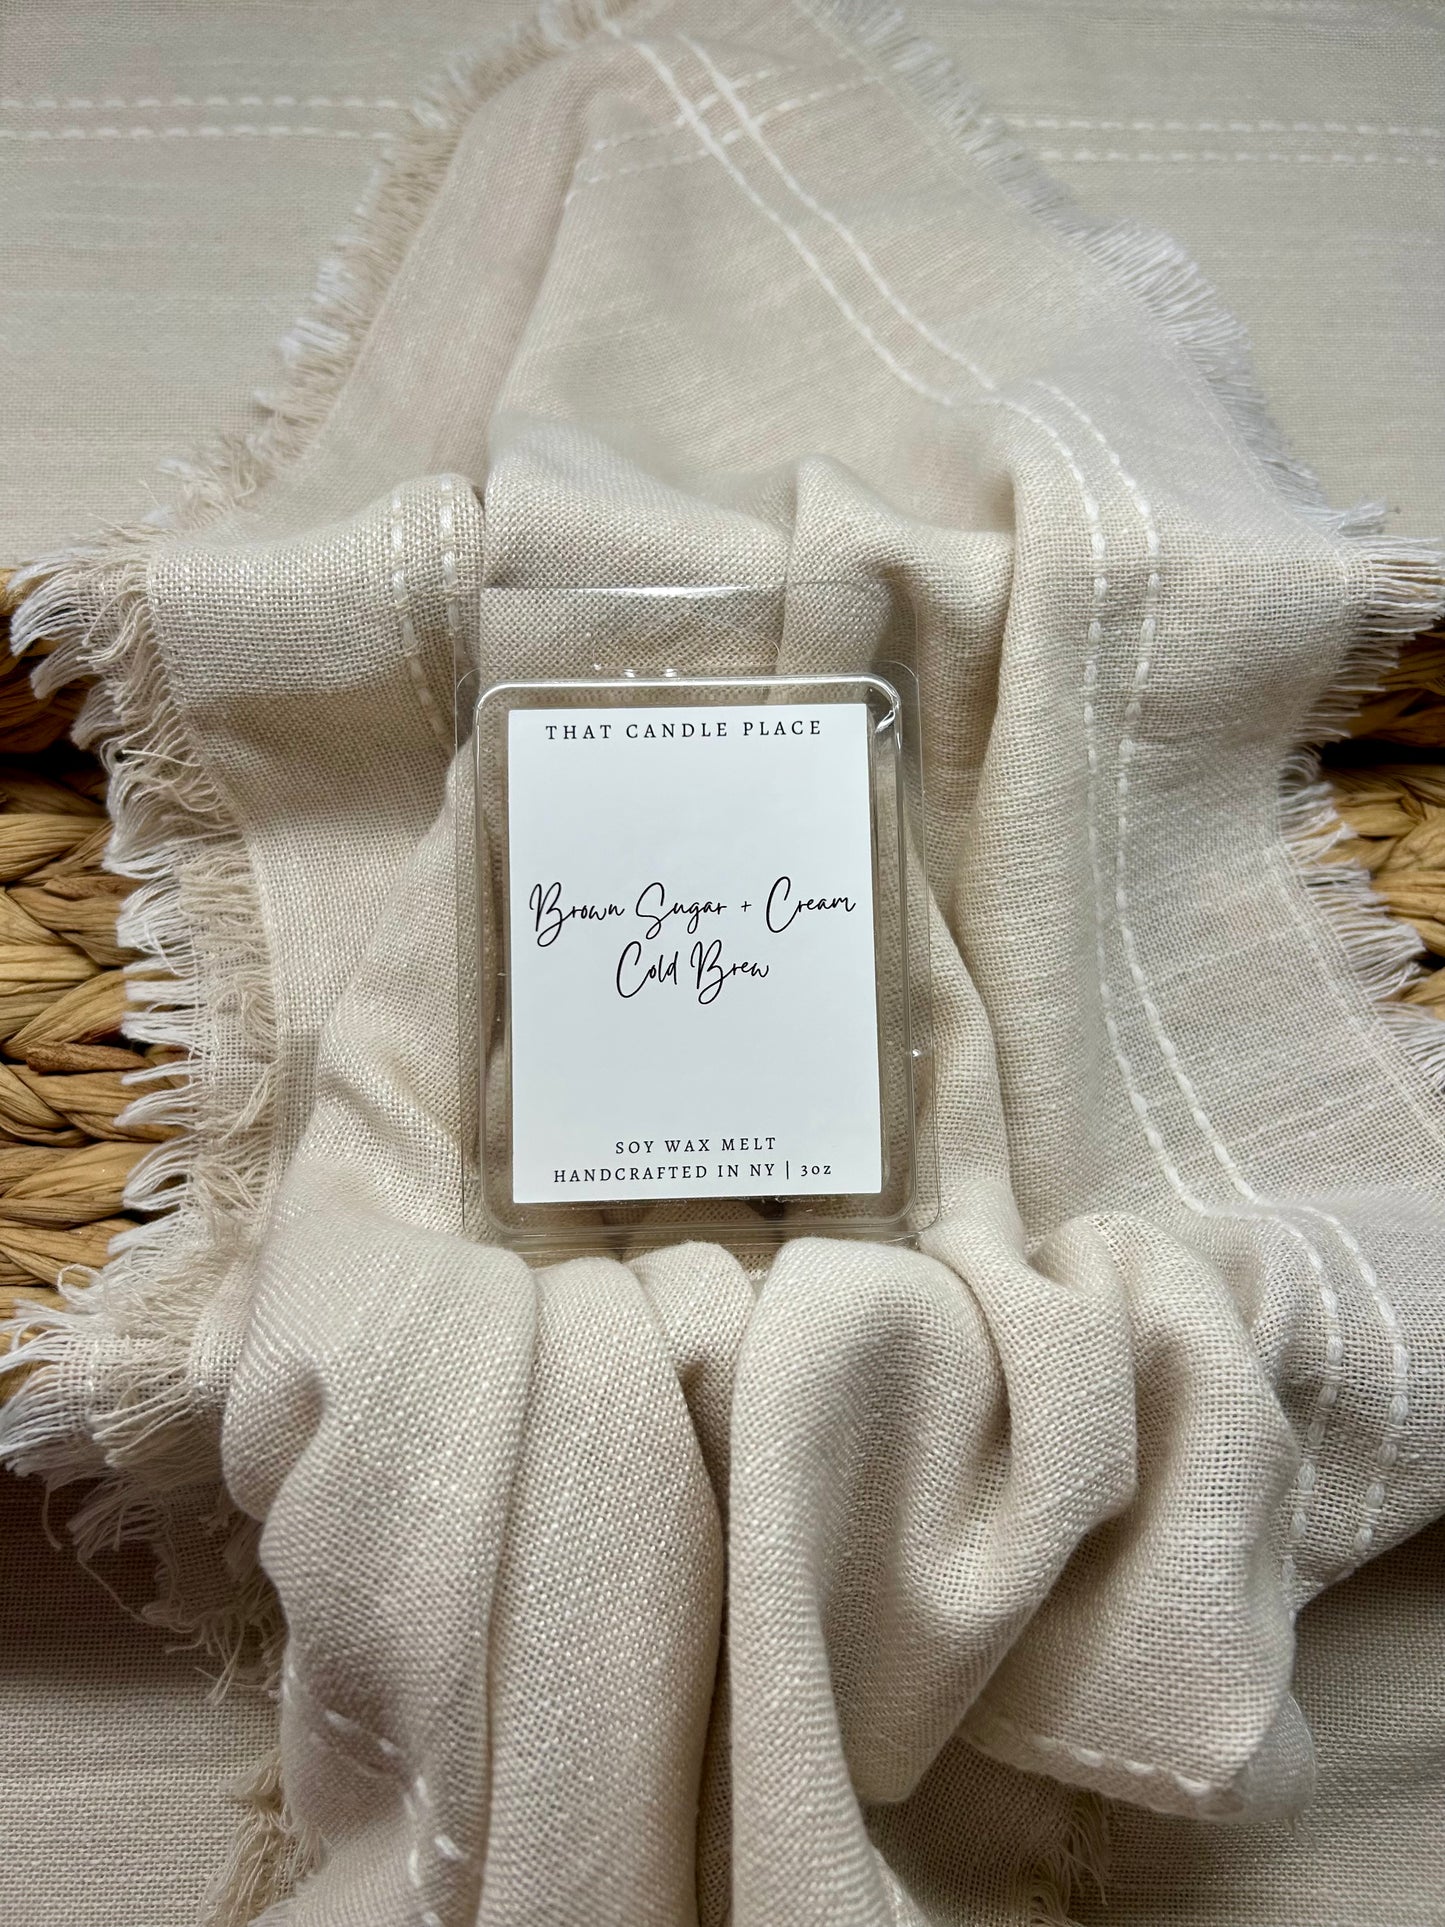 THAT CANDLE PLACE
Brown Sugar + Cream
Cold Brew
SOY WAX MELT
HANDCRAFTED IN NY | 3oz